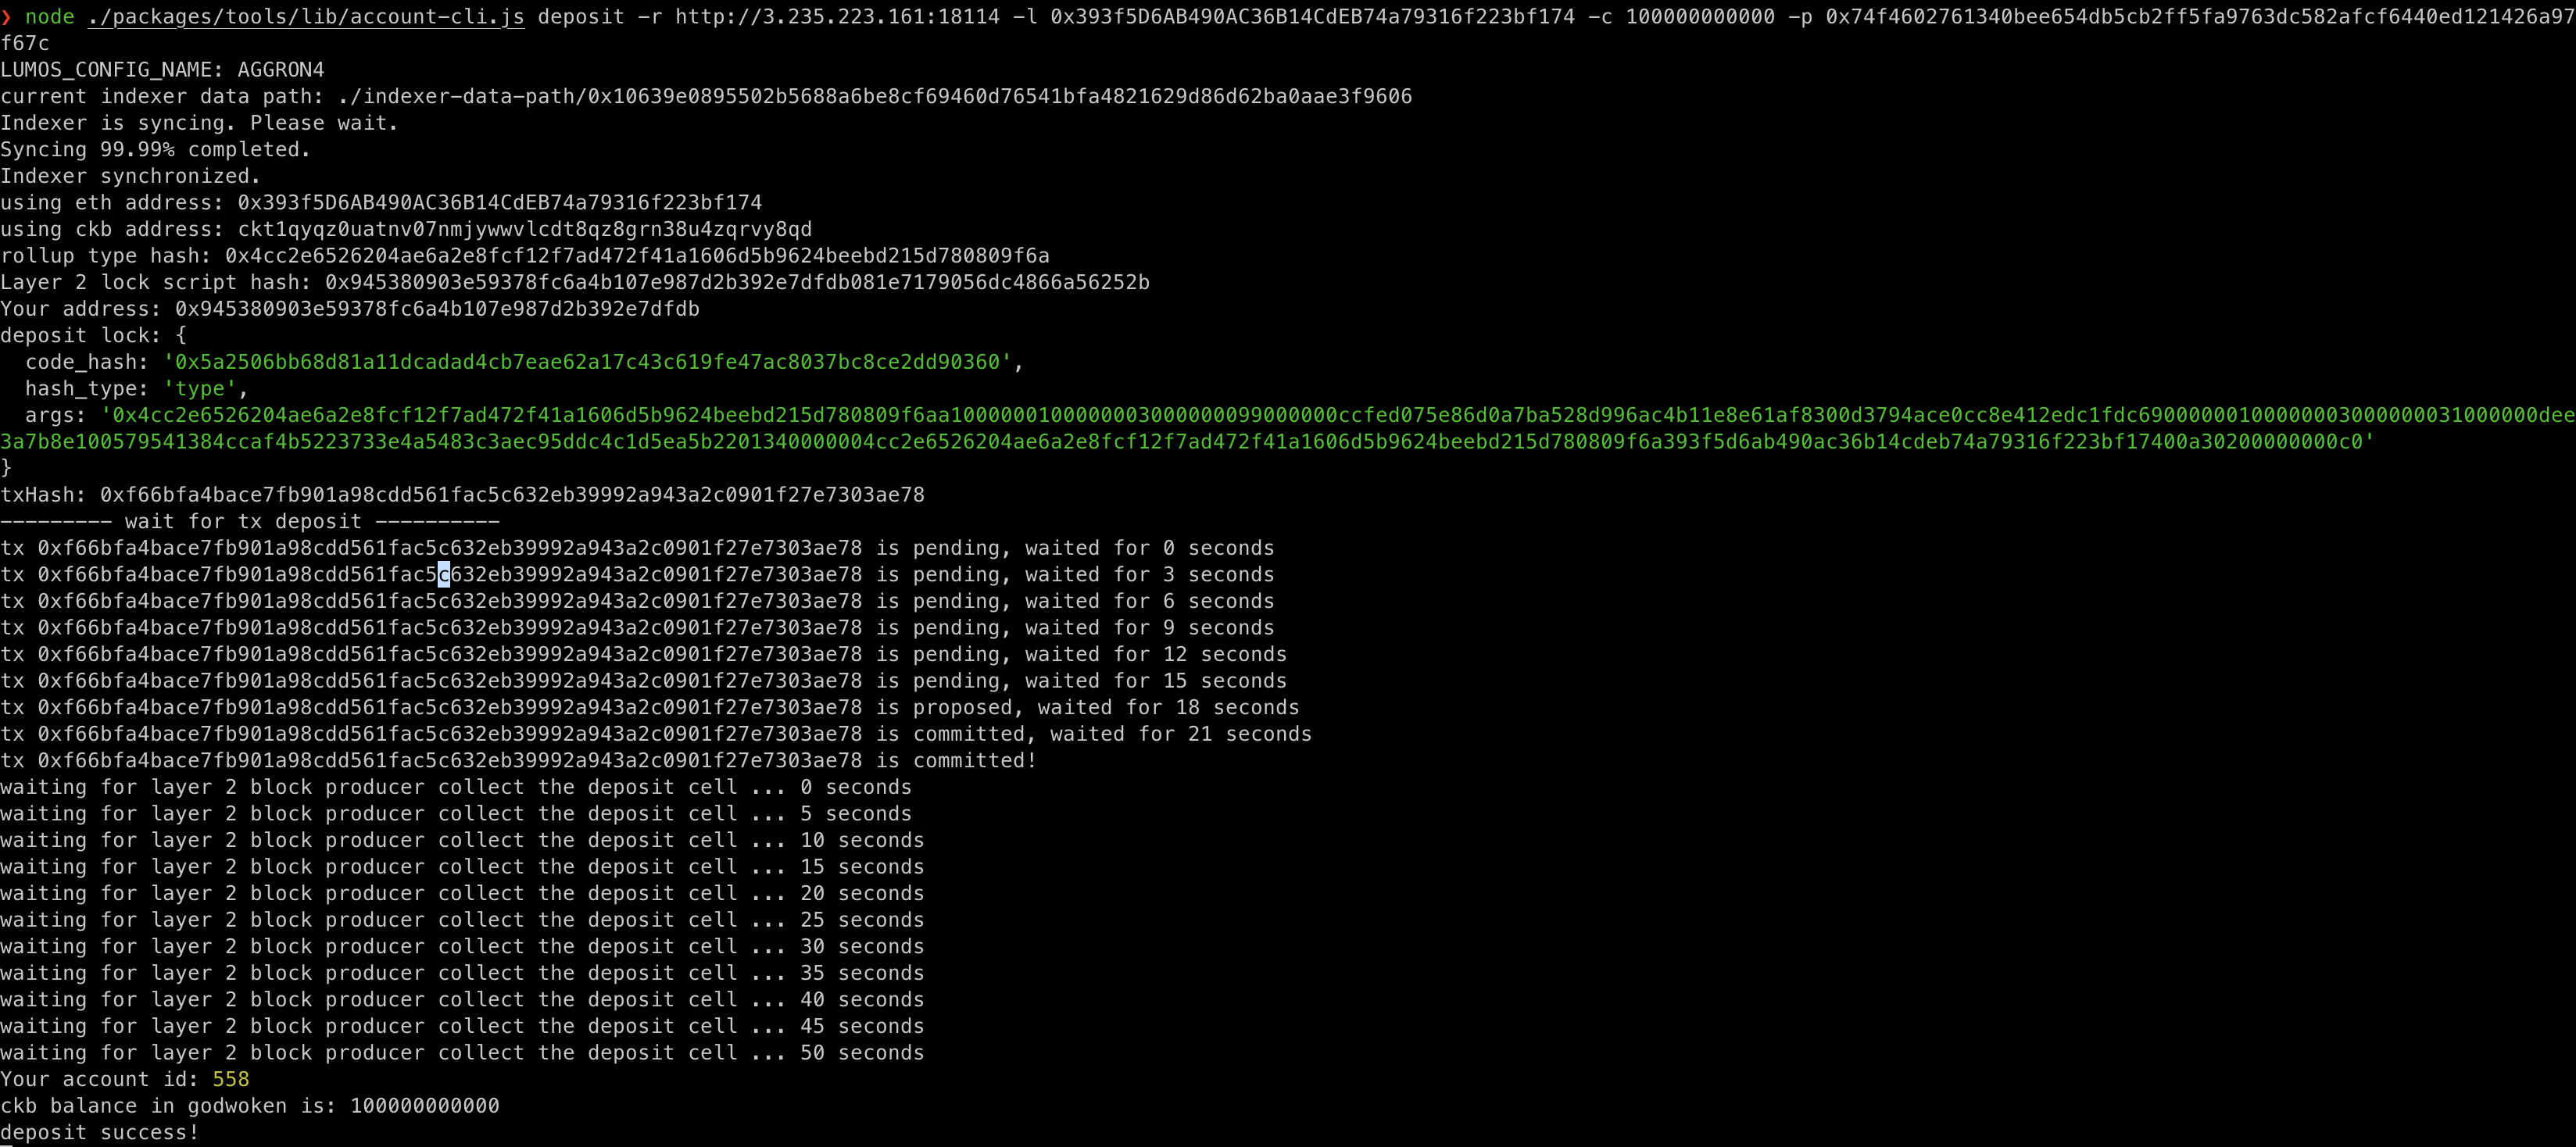 ❯ node ./packages/tools/lib/account-cli.js deposit -r http://3.235.223.161:18114 -l 0x393f5D6AB490AC36B14CdEB74a79316f223bf174 -c 100000000000 -p 0x74f4602761340bee654db5cb2ff5fa9763dc582afcf6440ed121426a97
f67c
LUMOS_CONFIG_NAME: AGGRON4
current indexer data path: ./indexer-data-path/0x10639e0895502b5688a6be8cf69460d76541bfa4821629d86d62ba0aae3f9606
Indexer is syncing. Please wait.
Syncing 99.99% completed.
Indexer synchronized.
using eth address: 0x393f5D6AB490AC36B14CdEB74a79316f223bf174
using ckb address: ckt1qyqz0uatnv07nmjywwvlcdt8qz8grn38u4zqrvy8qd
rollup type hash: 0x4cc2e6526204ae6a2e8fcf12f7ad472f41a1606d5b9624beebd215d780809f6a
Layer 2 lock script hash: 0x945380903e59378fc6a4b107e987d2b392e7dfdb081e7179056dc4866a56252b
Your address: 0x945380903e59378fc6a4b107e987d2b392e7dfdb
deposit lock: {
  code_hash: '0x5a2506bb68d81a11dcadad4cb7eae62a17c43c619fe47ac8037bc8ce2dd90360',
  hash_type: 'type',
  args: '0x4cc2e6526204ae6a2e8fcf12f7ad472f41a1606d5b9624beebd215d780809f6aa10000001000000030000000099000000ccfed075e86d0a7ba528d996ac4b11e8e61af8300d3794ace0cc8e412edc1fdc690000000100000003000000031000000dee
3a7b8e100579541384ccaf4b5223733e4a5483c3aec95ddc4c1d5ea5b2201340000004cc2e6526204ae6a2e8fcf12f7ad472f41a1606d5b9624beebd215d780809f6a393f5d6ab490ac36b14cdeb74a79316f223bf17400a30200000000c0'
}
txHash: 0xf66bfa4bace7fb901a98cdd561fac5c632eb39992a943a2c0901f27e7303ae78
--------- wait for tx deposit ----------
tx 0xf66bfa4bace7fb901a98cdd561fac5c632eb39992a943a2c0901f27e7303ae78 is pending, waited for 0 seconds
tx 0xf66bfa4bace7fb901a98cdd561fac5c632eb39992a943a2c0901f27e7303ae78 is pending, waited for 3 seconds
tx 0xf66bfa4bace7fb901a98cdd561fac5c632eb39992a943a2c0901f27e7303ae78 is pending, waited for 6 seconds
tx 0xf66bfa4bace7fb901a98cdd561fac5c632eb39992a943a2c0901f27e7303ae78 is pending, waited for 9 seconds
tx 0xf66bfa4bace7fb901a98cdd561fac5c632eb39992a943a2c0901f27e7303ae78 is pending, waited for 12 seconds
tx 0xf66bfa4bace7fb901a98cdd561fac5c632eb39992a943a2c0901f27e7303ae78 is pending, waited for 15 seconds
tx 0xf66bfa4bace7fb901a98cdd561fac5c632eb39992a943a2c0901f27e7303ae78 is proposed, waited for 18 seconds
tx 0xf66bfa4bace7fb901a98cdd561fac5c632eb39992a943a2c0901f27e7303ae78 is committed, waited for 21 seconds
tx 0xf66bfa4bace7fb901a98cdd561fac5c632eb39992a943a2c0901f27e7303ae78 is committed!
waiting for layer 2 block producer collect the deposit cell ... 0 seconds
waiting for layer 2 block producer collect the deposit cell ... 5 seconds
waiting for layer 2 block producer collect the deposit cell ... 10 seconds
waiting for layer 2 block producer collect the deposit cell ... 15 seconds
waiting for layer 2 block producer collect the deposit cell ... 20 seconds
waiting for layer 2 block producer collect the deposit cell ... 25 seconds
waiting for layer 2 block producer collect the deposit cell ... 30 seconds
waiting for layer 2 block producer collect the deposit cell ... 35 seconds
waiting for layer 2 block producer collect the deposit cell ... 40 seconds
waiting for layer 2 block producer collect the deposit cell ... 45 seconds
waiting for layer 2 block producer collect the deposit cell ... 50 seconds
Your account id: 558
ckb balance in godwoken is: 100000000000
deposit success!